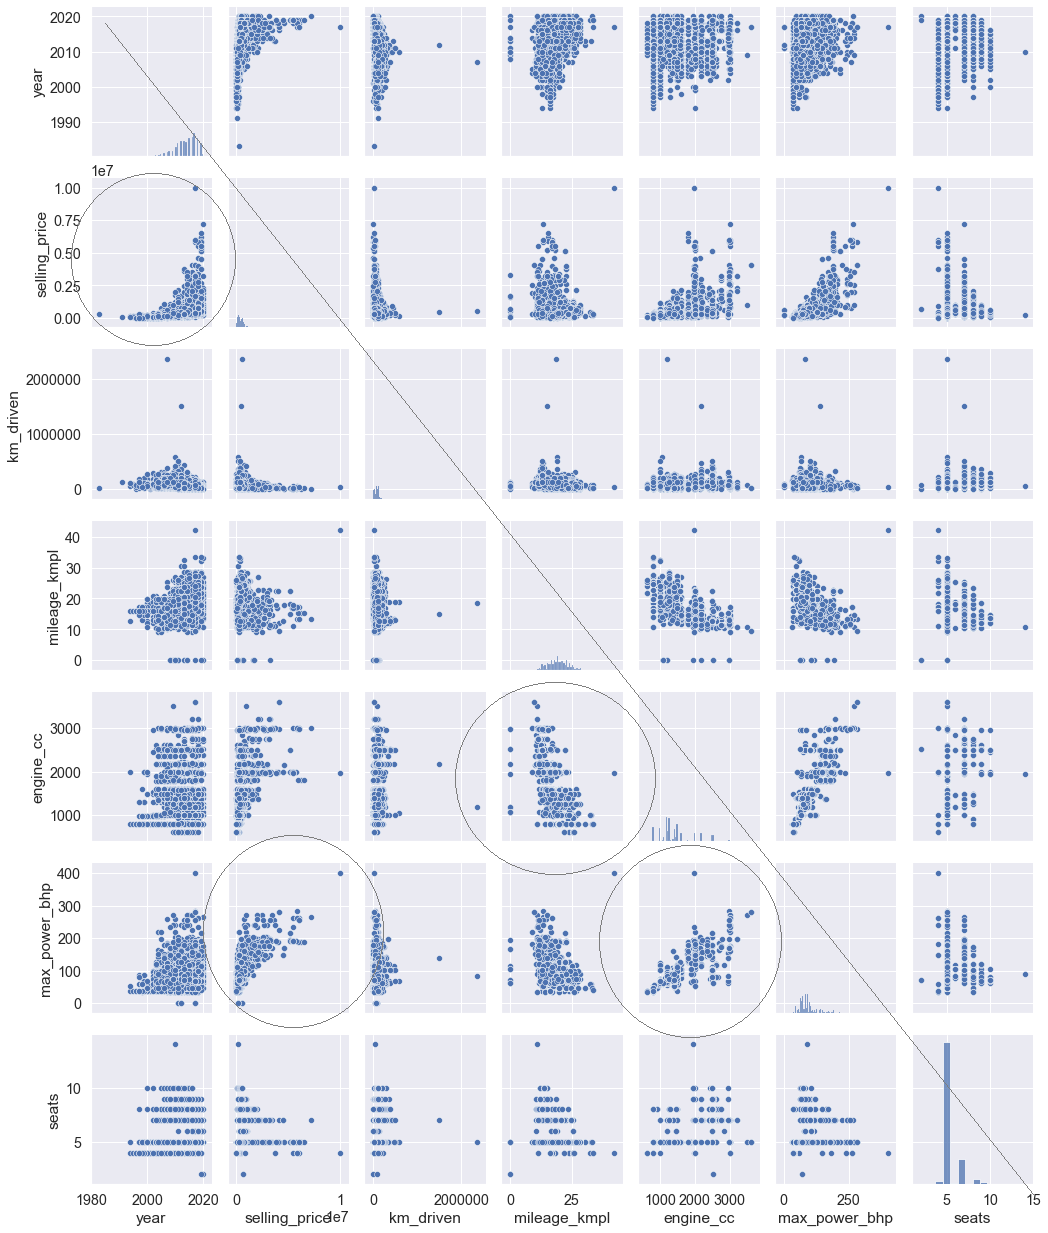 2020
2010
year
2000
1990
1e7
1.00
0.75
selling_price
0.50
0.25
0.00
2000000
km_driven
1000000
0
40
30
mileage_kmpl
20
10
0
3000
engine_cc
2000
1000
400
300
max_power_bhp
200
100
0
10
seats
5
1980 2000 2020 0 1 0 2000000 0 25 1000 2000 3000 0 250 5 10 15
1e7
year selling_price km_driven mileage_kmpl engine_cc max_power_bhp seats